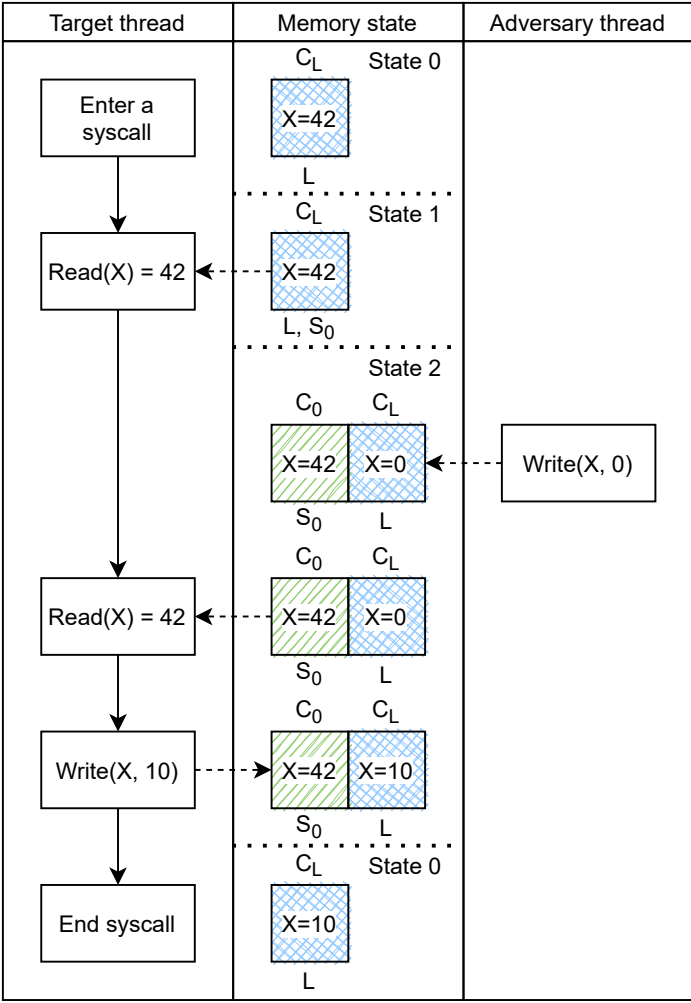 Target thread
Memory state
Adversary thread
C_L
State 0
Enter a
syscall
X=42
L
C_L
State 1
Read(X) = 42
X=42
L, S_0
State 2
C_0
C_L
X=42
X=0
Write(X, 0)
S_0
L
C_0
C_L
Read(X) = 42
X=42
X=0
S_0
L
C_0
C_L
Write(X, 10)
X=42
X=10
S_0
L
C_L
State 0
End syscall
X=10
L